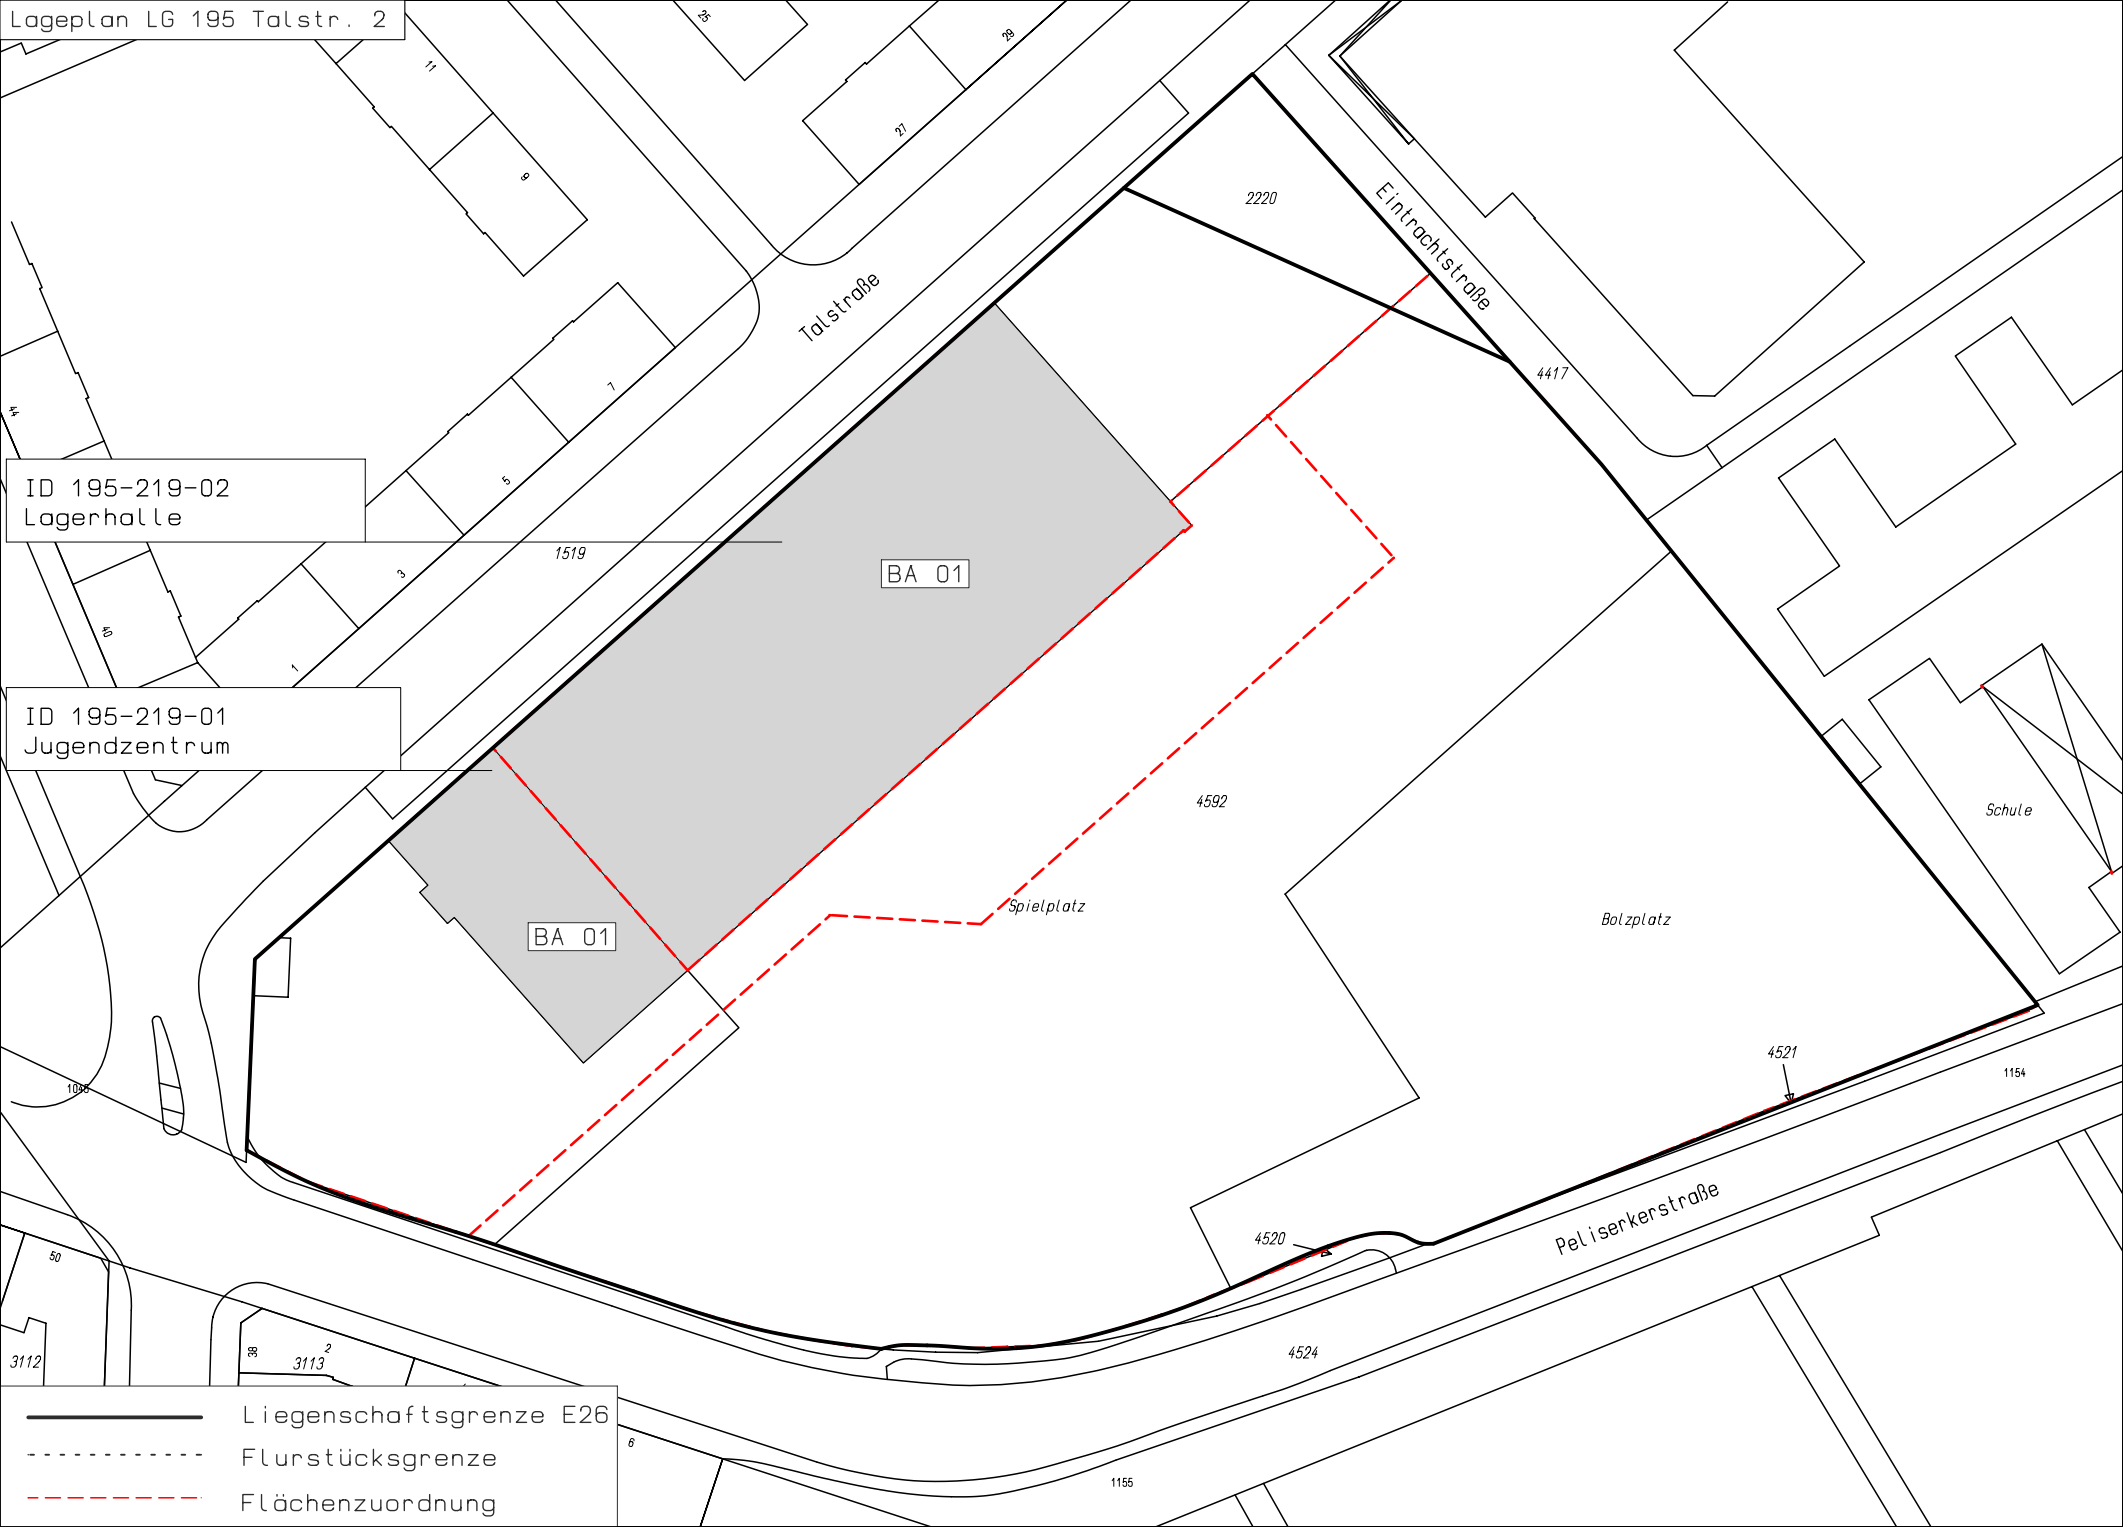 Lageplan LG 195 Talstr. 2
25
29
11
27
9
2220
Eintrachtstraße
Talstraße
4417
7
44
5
ID 195-219-02
Lagerhalle
1519
3
BA 01
40
1
ID 195-219-01
Jugendzentrum
4592
Schule
Spielplatz
Bolzplatz
BA 01
4521
1154
1048
Peliserkerstraße
4520
50
38
2
3112
3113
4524
Liegenschaftsgrenze E26
Flurstücksgrenze
Flächenzuordnung
6
1155